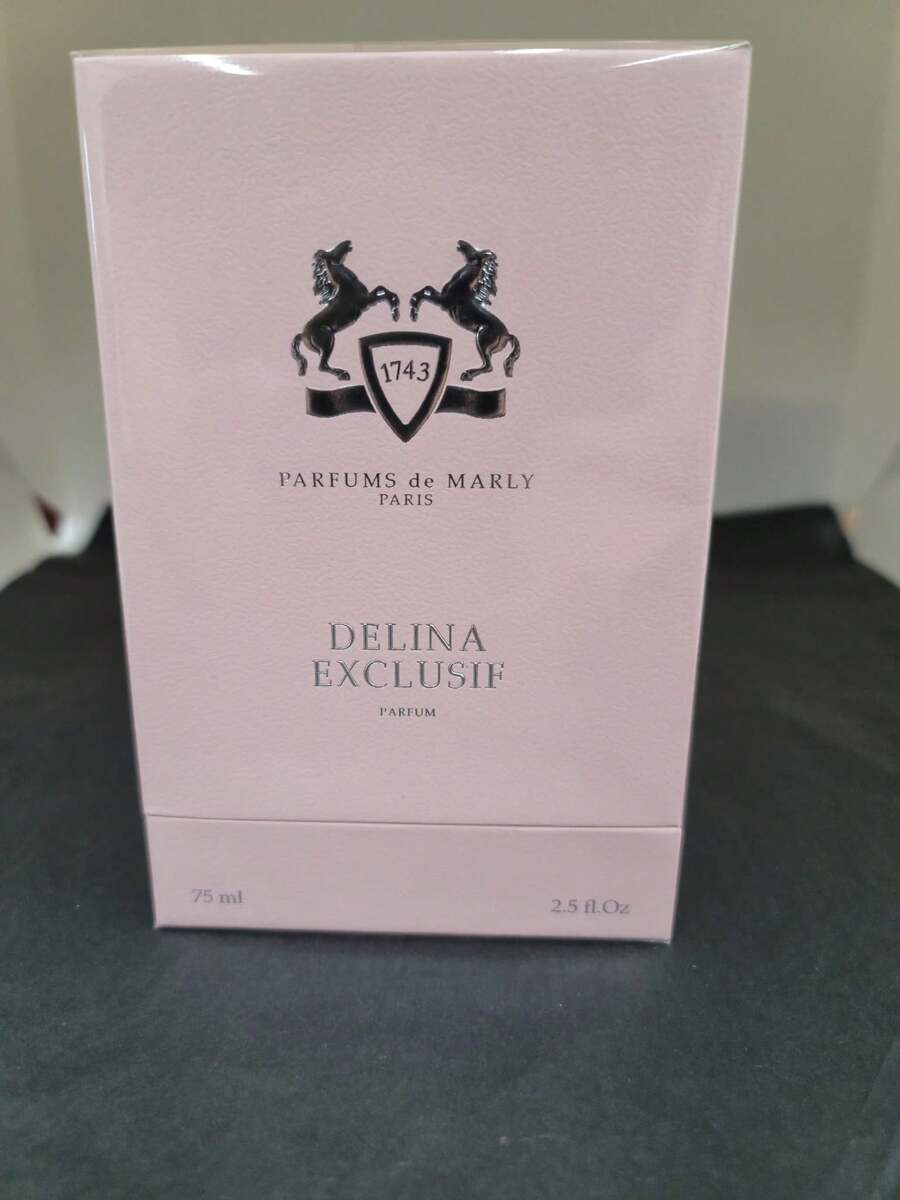 1743
PARFUMS de MARLY
PARIS
DELINA
EXCLUSIF
PARFUM
75 ml
2.5 fl.Oz